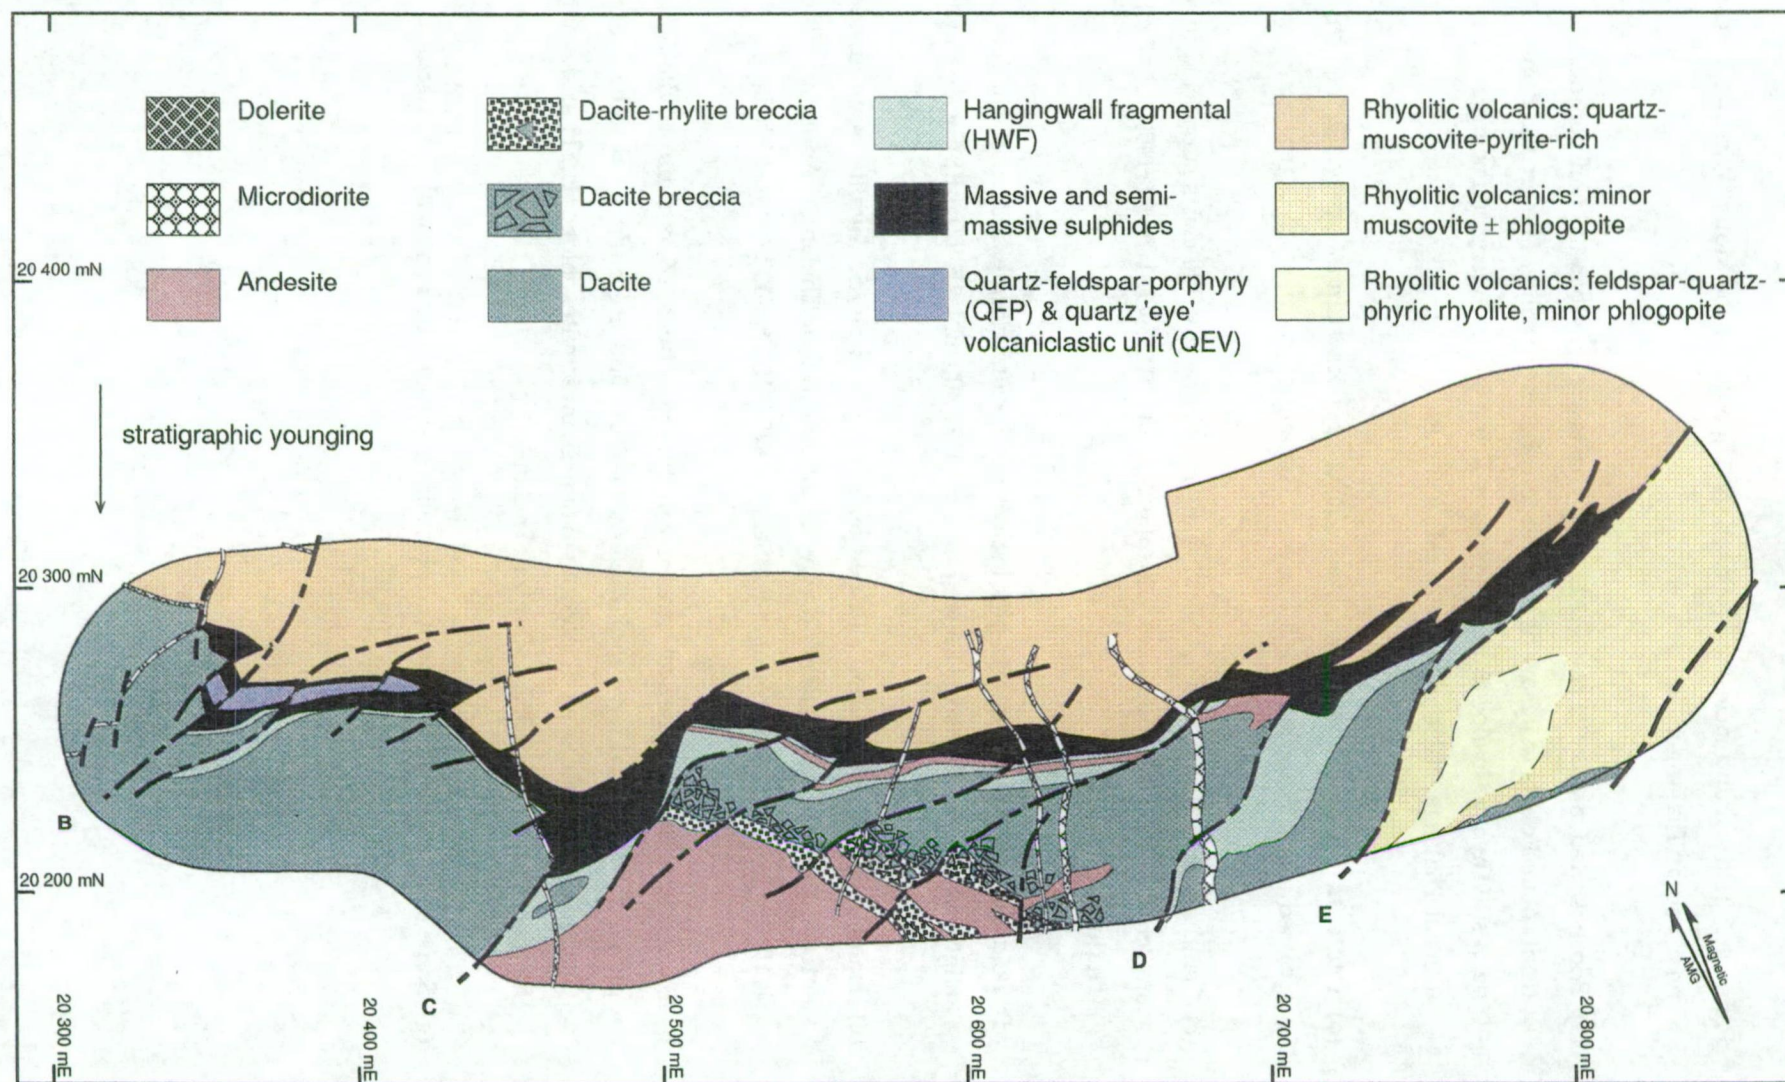 Dolerite
Microdiorite
Andesite
Dacite-rhylite breccia
Dacite breccia
Dacite
Hangingwall fragmental
(HWF)
Massive and semi-
massive sulphides
Quartz-feldspar-porphyry
(QFP) & quartz 'eye'
volcaniclastic unit (QEV)
Rhyolitic volcanics: quartz-
muscovite-pyrite-rich
Rhyolitic volcanics: minor
muscovite ± phlogopite
Rhyolitic volcanics: feldspar-quartz-
phyric rhyolite, minor phlogopite
20 400 mN
stratigraphic younging
20 300 mN
B
20 200 mN
C
D
E
N
Magnetic
AMG
20 300 mE
20 400 mE
20 500 mE
20 600 mE
20 700 mE
20 800 mE